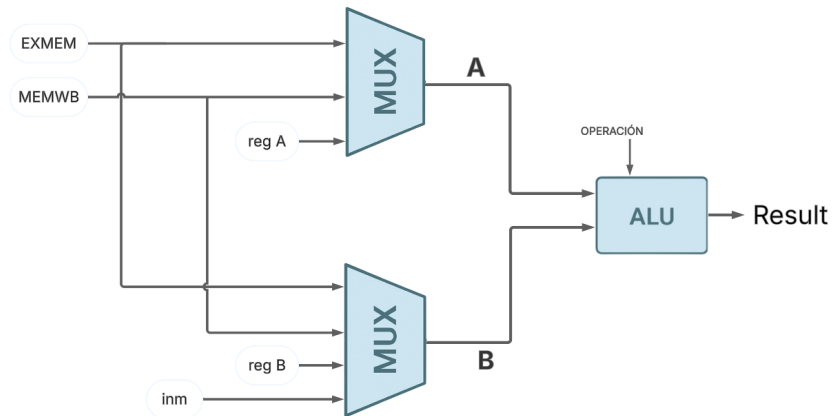 EXMEM
MEMWB
reg A
MUX
A
OPERACIÓN
ALU
Result
MUX
B
reg B
inm